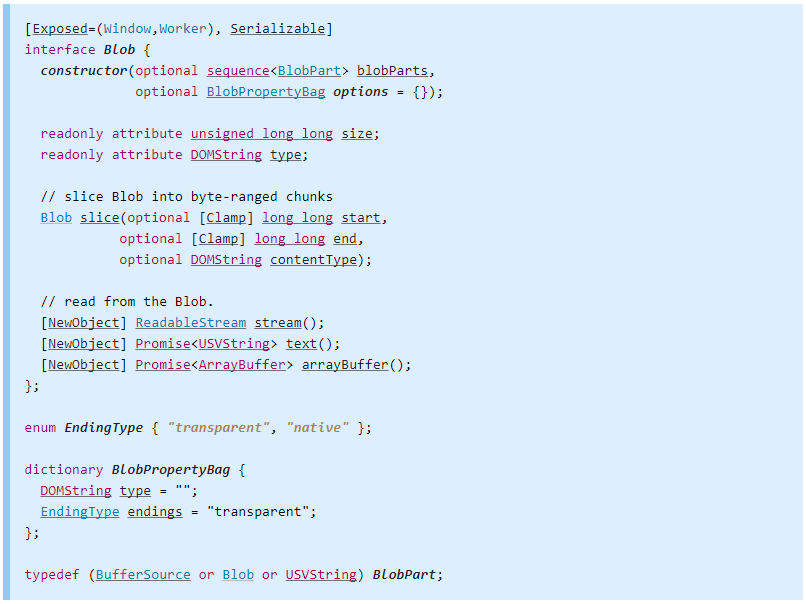 [Exposed=(Window,Worker), Serializable]
interface Blob {
  constructor(optional sequence<BlobPart> blobParts,
              optional BlobPropertyBag options = {});

  readonly attribute unsigned long long size;
  readonly attribute DOMString type;

  // slice Blob into byte-ranged chunks
  Blob slice(optional [Clamp] long long start,
            optional [Clamp] long long end,
            optional DOMString contentType);

  // read from the Blob.
  [NewObject] ReadableStream stream();
  [NewObject] Promise<USVString> text();
  [NewObject] Promise<ArrayBuffer> arrayBuffer();
};

enum EndingType { "transparent", "native" };

dictionary BlobPropertyBag {
  DOMString type = "";
  EndingType endings = "transparent";
};

typedef (BufferSource or Blob or USVString) BlobPart;